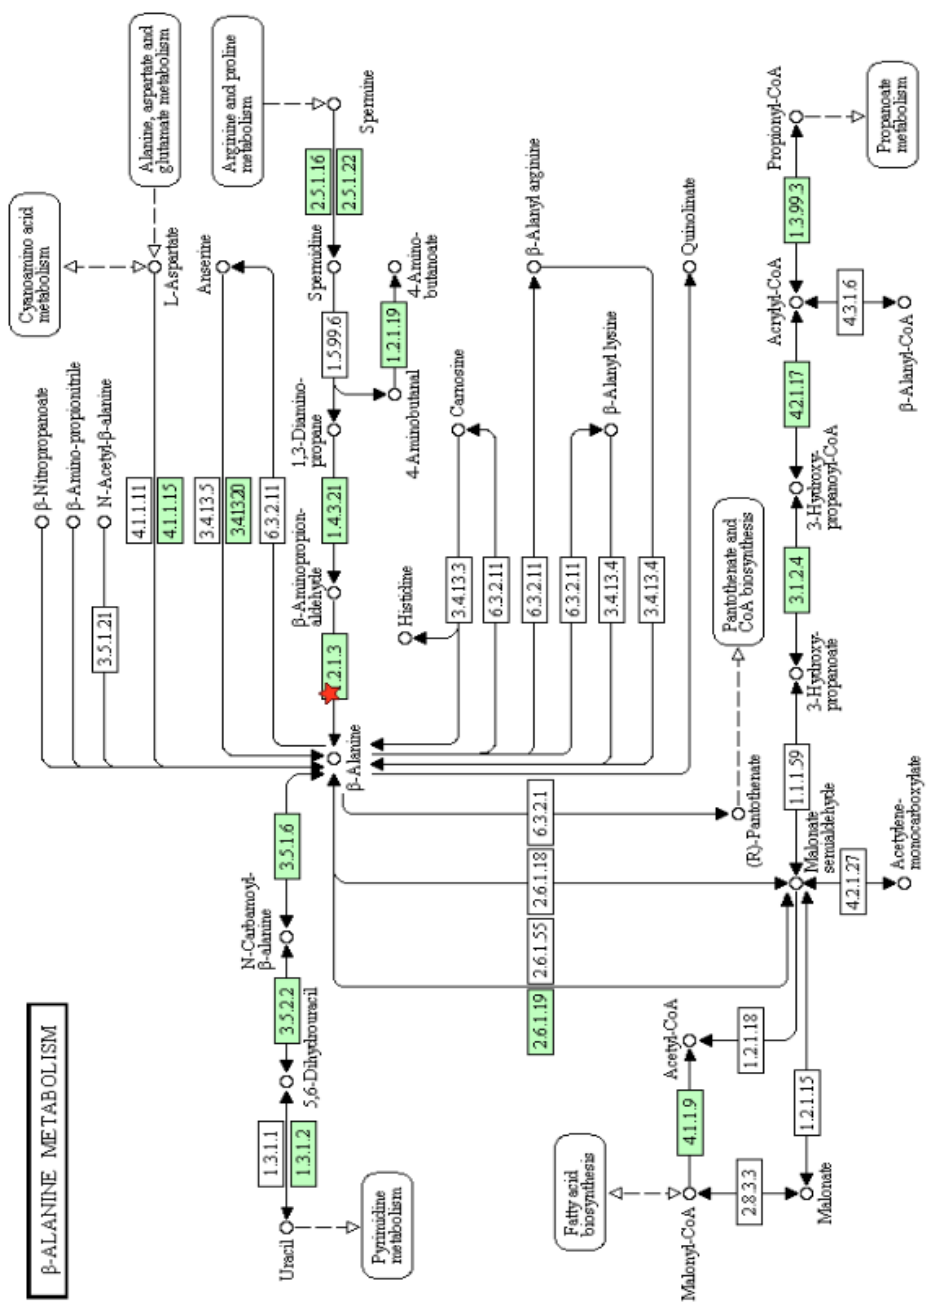 β-ALANINE METABOLISM
Cyanoamino acid
metabolism
Alanine, aspartate and
glutamate metabolism
Arginine and proline
metabolism
β-Nitropropanoate
β-Amino-propionitrile
N-Acetyl-β-alanine
3.5.1.21
L-Aspartate
4.1.1.11
4.1.1.15
Anserine
3.4.13.5
3.4.13.20
6.3.2.11
Spermine
2.5.1.16
2.5.1.22
Spermidine
1.5.99.6
4-Amino-
butanoate
1.2.1.19
4-Aminobutanal
1,3-Diamino-
propane
1.4.3.21
β-Aminopropion-
aldehyde
.2.1.3
β-Alanine
Uracil
Pyrimidine
metabolism
1.3.1.1
1.3.1.2
5,6-Dihydrouracil
3.5.2.2
N-Carbamoyl-
β-alanine
3.5.1.6
Histidine
Carnosine
3.4.13.3
6.3.2.11
β-Alanyl arginine
6.3.2.11
6.3.2.11
β-Alanyl lysine
3.4.13.4
3.4.13.4
Quinolinate
2.6.1.19
2.6.1.55
2.6.1.18
6.3.2.1
(R)-Pantothenate
Pantothenate and
CoA biosynthesis
Fatty acid
biosynthesis
Malonyl-CoA
4.1.1.9
Acetyl-CoA
2.8.3.3
1.2.1.18
Malonate
1.2.1.15
Malonate
semialdehyde
4.2.1.27
Acetylene-
monocarboxylate
1.1.1.59
3-Hydroxy-
propanoate
3.1.2.4
3-Hydroxy-
propanoyl-CoA
4.2.1.17
Acrylyl-CoA
4.3.1.6
β-Alanyl-CoA
1.3.99.3
Propionyl-CoA
Propanoate
metabolism